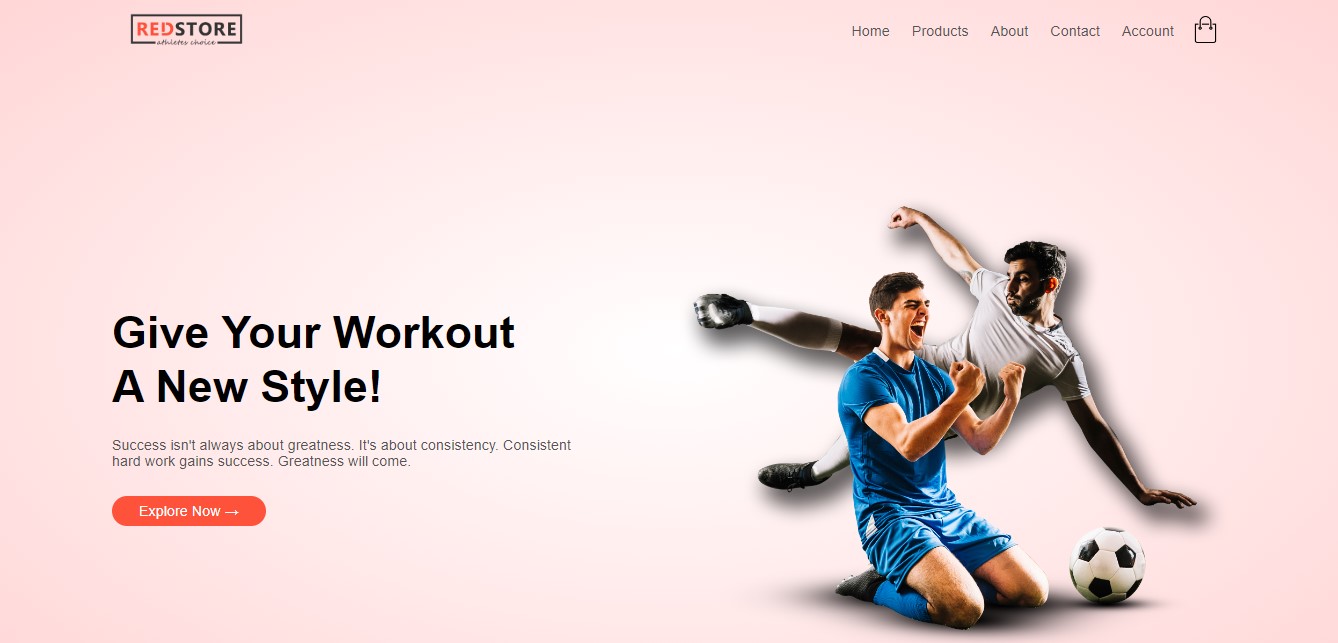 REDSTORE
athletes choice
Home Products About Contact Account
Give Your Workout
A New Style!
Success isn't always about greatness. It's about consistency. Consistent
hard work gains success. Greatness will come.
Explore Now →